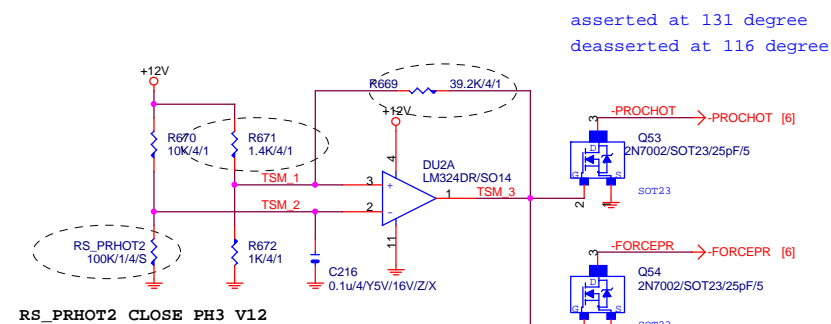 asserted at 131 degree
deasserted at 116 degree
+12V
R669
39.2K/4/1
+12V
-PROCHOT
-PROCHOT [6]
3
R670
10K/4/1
R671
1.4K/4/1
Q53
2N7002/SOT23/25pF/5
D
G
S
SOT23
4
DU2A
LM324DR/SO14
TSM_1
3
+
1
TSM_3
TSM_2
2
-
2
1
11
RS_PRHOT2
100K/1/4/S
R672
1K/4/1
C216
0.1u/4/Y5V/16V/Z/X
-FORCEPR
-FORCEPR [6]
3
Q54
2N7002/SOT23/25pF/5
D
G
S
SOT23
RS_PRHOT2 CLOSE PH3 V12